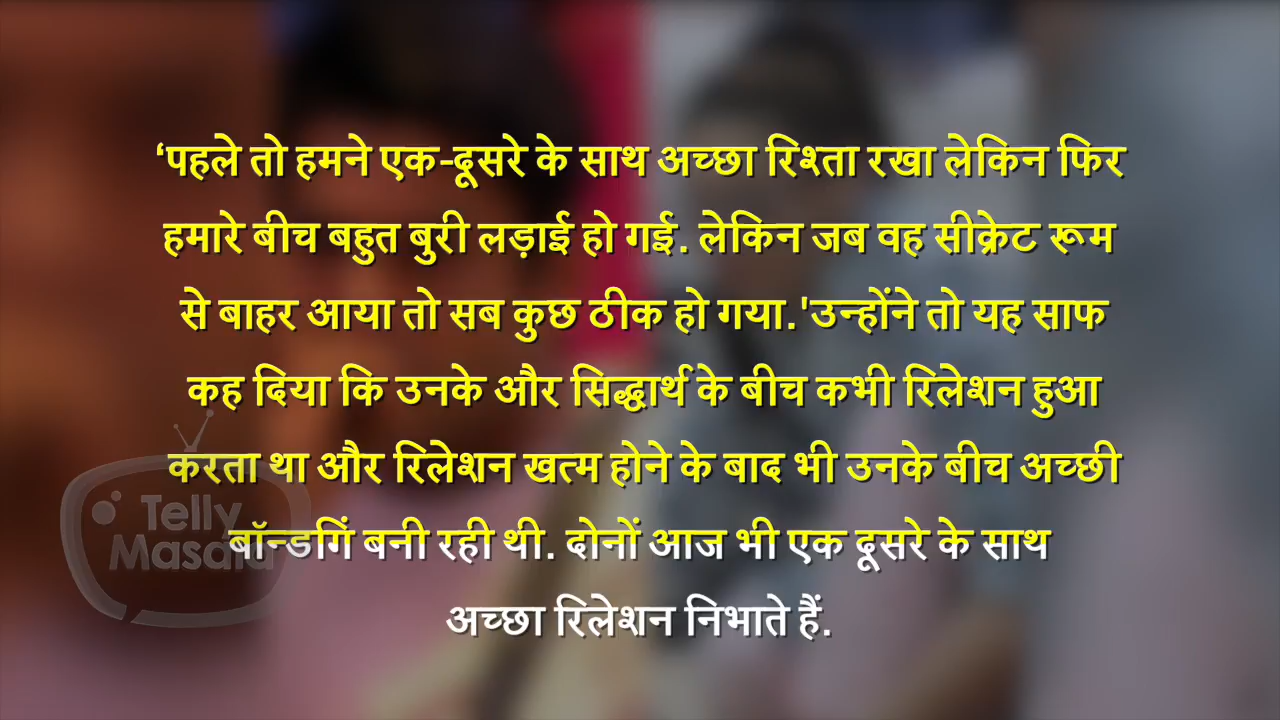 ‘पहले तो हमने एक-दूसरे के साथ अच्छा रिश्ता रखा लेकिन फिर
हमारे बीच बहुत बुरी लड़ाई हो गई. लेकिन जब वह सीक्रेट रूम
से बाहर आया तो सब कुछ ठीक हो गया.'उन्होंने तो यह साफ
कह दिया कि उनके और सिद्धार्थ के बीच कभी रिलेशन हुआ
करता था और रिलेशन खत्म होने के बाद भी उनके बीच अच्छी
बॉन्डगिं बनी रही थी. दोनों आज भी एक दूसरे के साथ
अच्छा रिलेशन निभाते हैं.
Telly
Masala